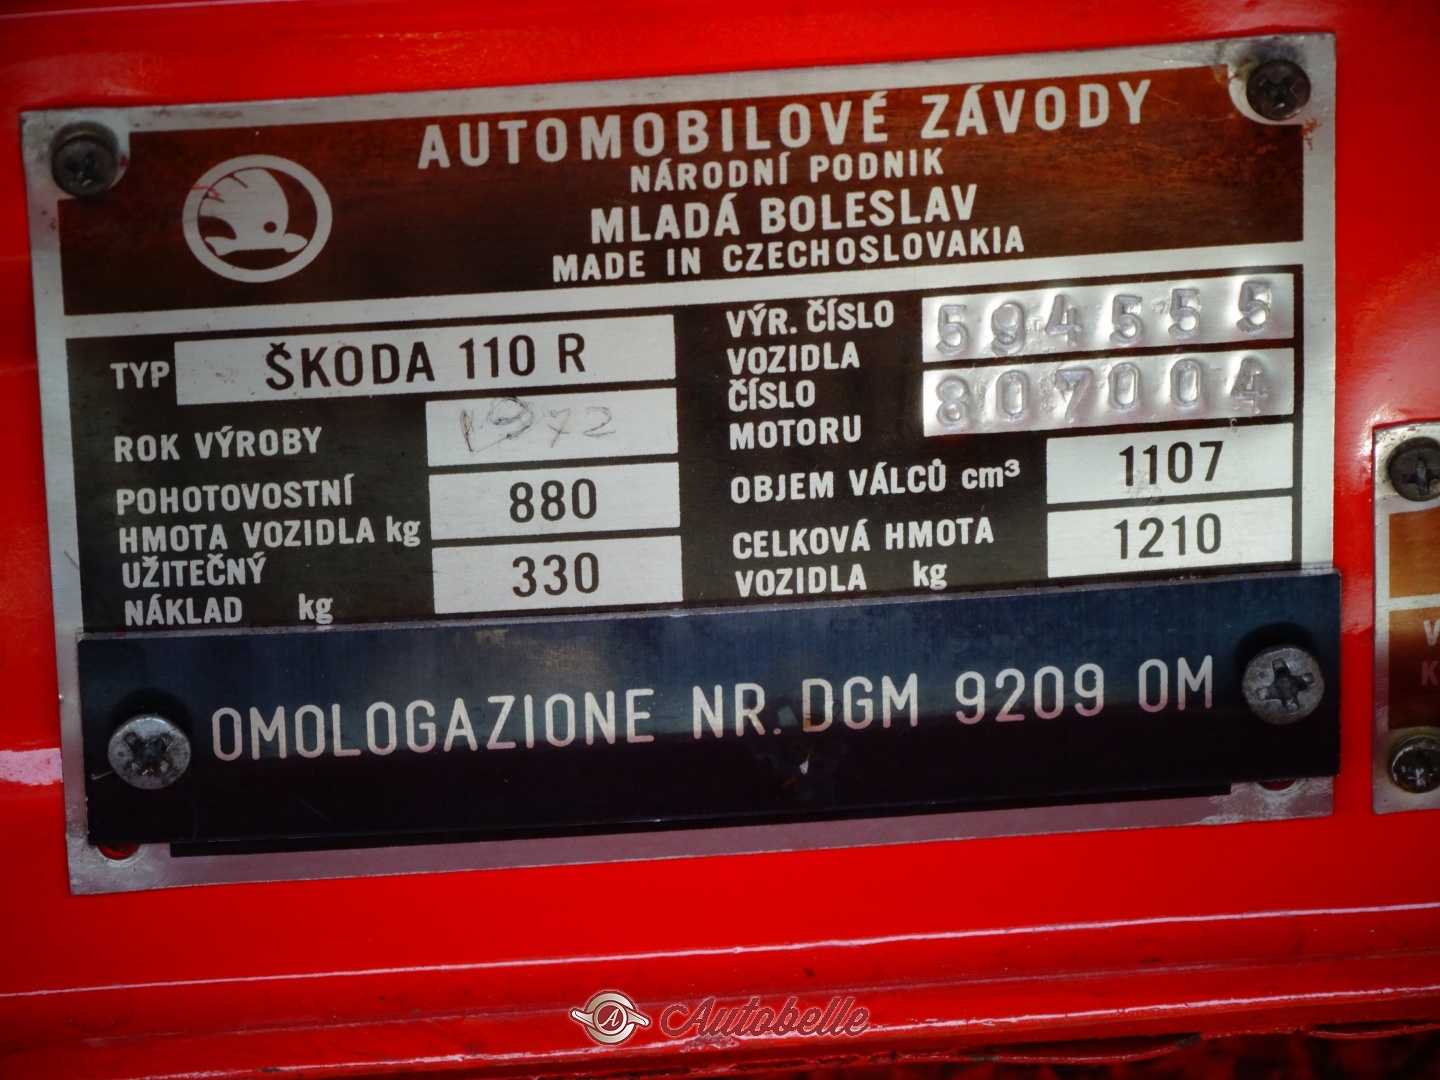 AUTOMOBILOVÉ ZÁVODY
NÁRODNÍ PODNIK
MLADÁ BOLESLAV
MADE IN CZECHOSLOVAKIA
TYP ŠKODA 110 R
ROK VÝROBY 1972
POHOTOVOSTNÍ
HMOTA VOZIDLA kg 880
UŽITEČNÝ
NÁKLAD kg 330
VÝR. ČÍSLO
VOZIDLA 594555
ČÍSLO
MOTORU 807004
OBJEM VÁLCŮ cm³ 1107
CELKOVÁ HMOTA
VOZIDLA kg 1210
OMOLOGAZIONE NR. DGM 9209 OM
V
K
A Autobelle